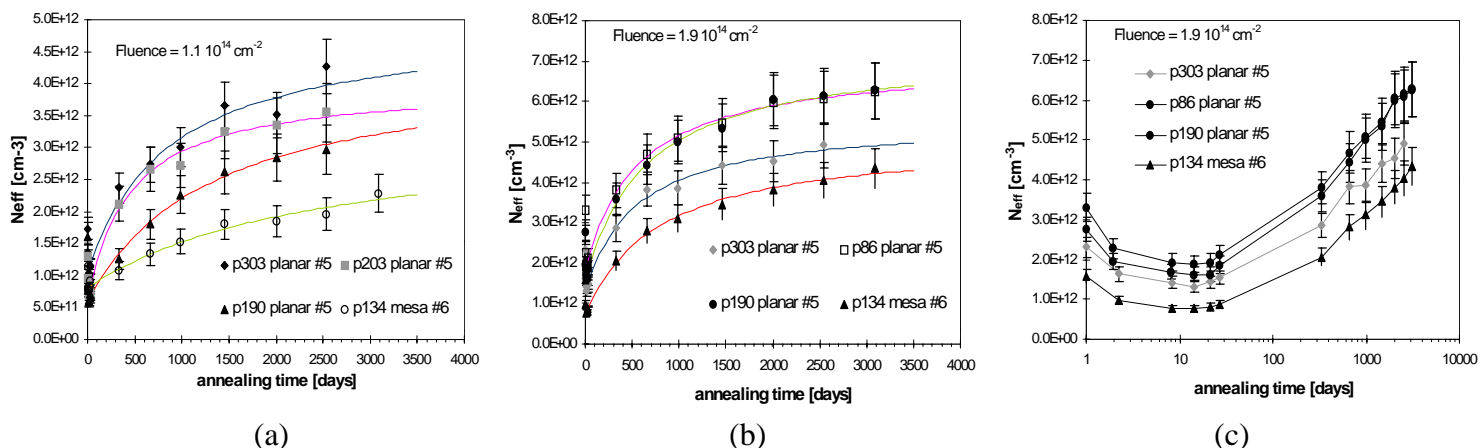 5.0E+12
4.5E+12
4.0E+12
3.5E+12
3.0E+12
2.5E+12
2.0E+12
1.5E+12
1.0E+12
5.0E+11
0.0E+00
Neff [cm-3]
Fluence = 1.1 10^14 cm^-2
p303 planar #5
p203 planar #5
p190 planar #5
p134 mesa #6
0 500 1000 1500 2000 2500 3000 3500 4000
annealing time [days]
(a)
8.0E+12
7.0E+12
6.0E+12
5.0E+12
4.0E+12
3.0E+12
2.0E+12
1.0E+12
0.0E+00
Neff [cm^-3]
Fluence = 1.9 10^14 cm^-2
p303 planar #5
p86 planar #5
p190 planar #5
p134 mesa #6
0 500 1000 1500 2000 2500 3000 3500 4000
annealing time [days]
(b)
8.0E+12
7.0E+12
6.0E+12
5.0E+12
4.0E+12
3.0E+12
2.0E+12
1.0E+12
0.0E+00
Neff [cm^-3]
Fluence = 1.9 10^14 cm^-2
p303 planar #5
p86 planar #5
p190 planar #5
p134 mesa #6
1 10 100 1000 10000
annealing time [days]
(c)